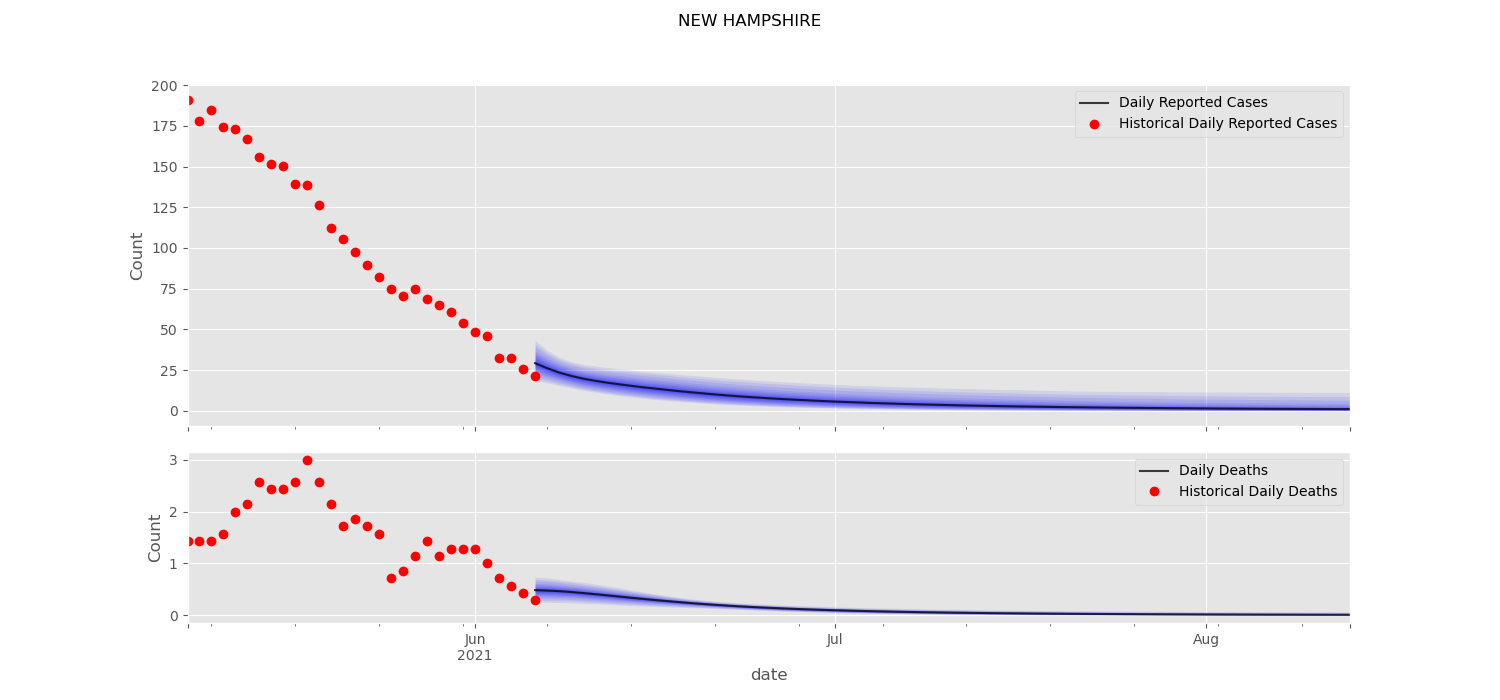 NEW HAMPSHIRE
200
175
150
125
100
75
50
25
0
Count
Daily Reported Cases
Historical Daily Reported Cases
3
2
1
0
Count
Daily Deaths
Historical Daily Deaths
Jun
2021
Jul
Aug
date